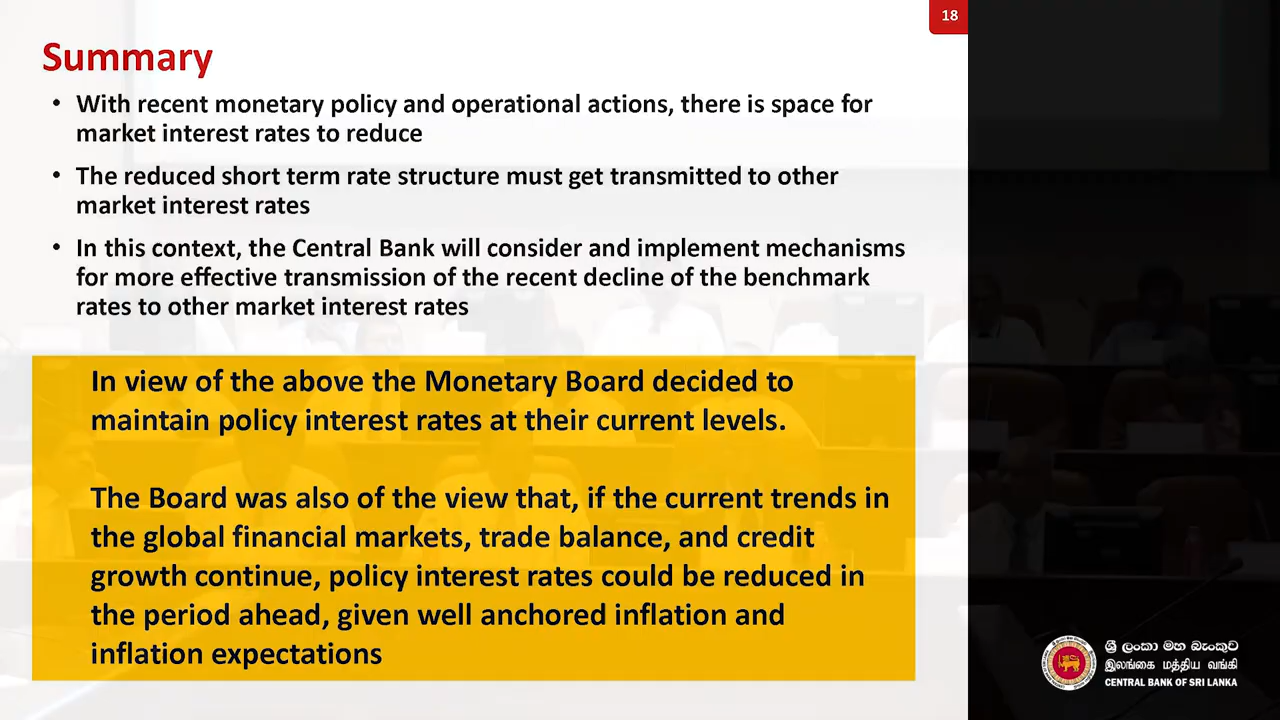 18
Summary
• With recent monetary policy and operational actions, there is space for
market interest rates to reduce
• The reduced short term rate structure must get transmitted to other
market interest rates
• In this context, the Central Bank will consider and implement mechanisms
for more effective transmission of the recent decline of the benchmark
rates to other market interest rates
In view of the above the Monetary Board decided to
maintain policy interest rates at their current levels.
The Board was also of the view that, if the current trends in
the global financial markets, trade balance, and credit
growth continue, policy interest rates could be reduced in
the period ahead, given well anchored inflation and
inflation expectations
ශ්‍රී ලංකා මහ බැංකුව
இலங்கை மத்திய வங்கி
CENTRAL BANK OF SRI LANKA